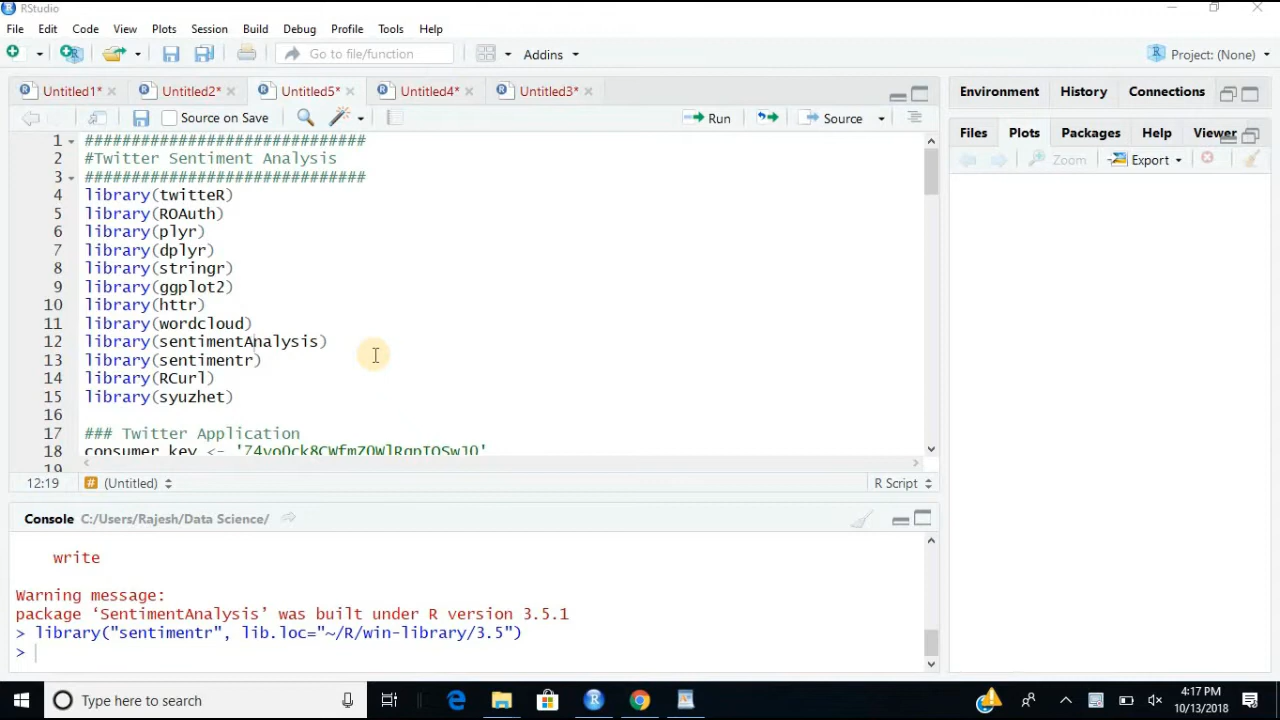 RStudio
File Edit Code View Plots Session Build Debug Profile Tools Help
Go to file/function Addins Project: (None)
Untitled1* Untitled2* Untitled5* Untitled4* Untitled3*
Source on Save Run Source
1 #############################
2 #Twitter Sentiment Analysis
3 #############################
4 library(twitteR)
5 library(ROAuth)
6 library(plyr)
7 library(dplyr)
8 library(stringr)
9 library(ggplot2)
10 library(httr)
11 library(wordcloud)
12 library(sentimentAnalysis)
13 library(sentimentr)
14 library(RCurl)
15 library(syuzhet)
16
17 ### Twitter Application
18 consumer_key <-
19
12:19 (Untitled) R Script
Console C:/Users/Rajesh/Data Science/
write
Warning message:
package ‘SentimentAnalysis’ was built under R version 3.5.1
> library("sentimentr", lib.loc="~/R/win-library/3.5")
>
Environment History Connections
Files Plots Packages Help Viewer
Zoom Export
Type here to search
4:17 PM
10/13/2018